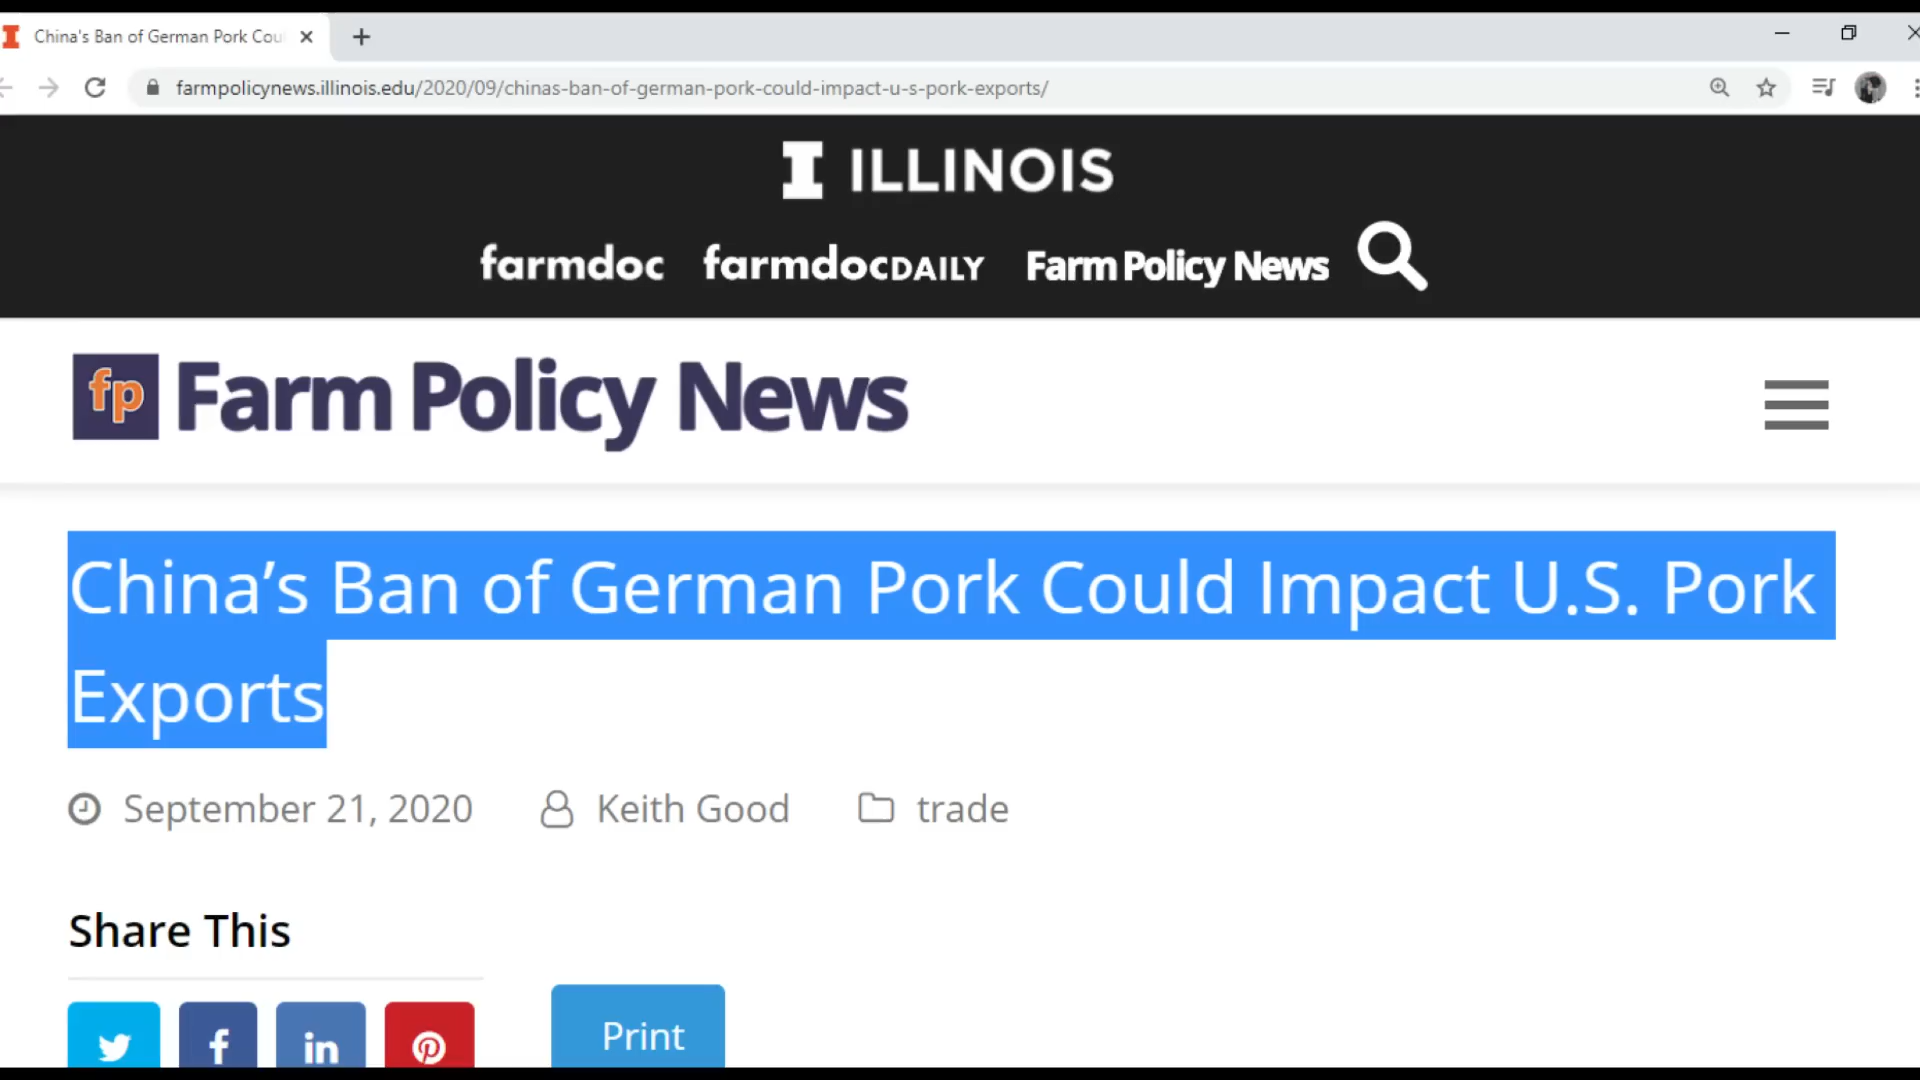 China's Ban of German Pork Cou
farmpolicynews.illinois.edu/2020/09/chinas-ban-of-german-pork-could-impact-u-s-pork-exports/
I ILLINOIS
farmdoc farmdocDAILY Farm Policy News
fp Farm Policy News
China’s Ban of German Pork Could Impact U.S. Pork
Exports
September 21, 2020 Keith Good trade
Share This
Print